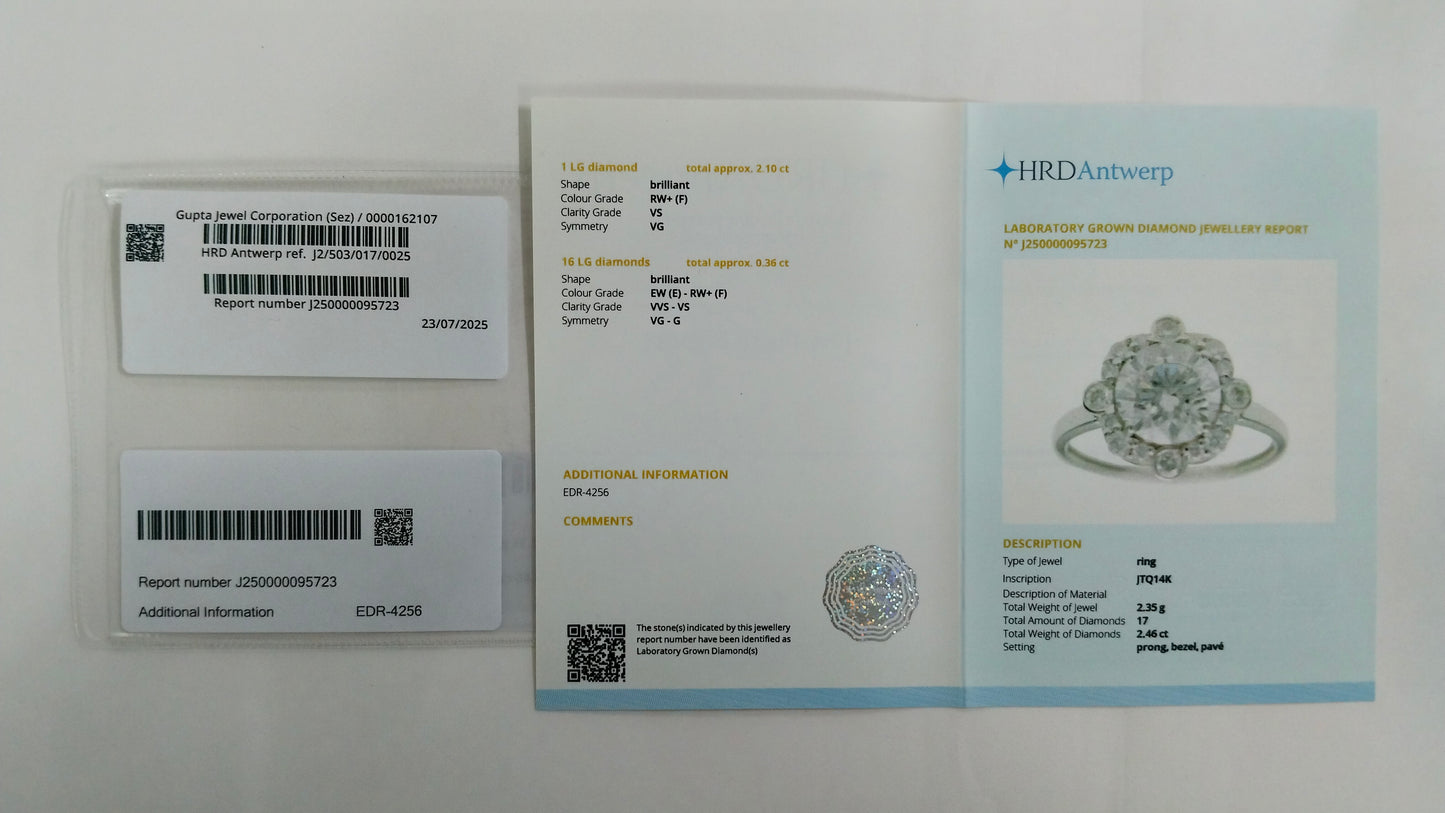 Gupta Jewel Corporation (Sez) / 0000162107
HRD Antwerp ref. J2/503/017/0025
Report number J250000095723
23/07/2025
Report number J250000095723
Additional Information EDR-4256
1 LG diamond total approx. 2.10 ct
Shape brilliant
Colour Grade RW+ (F)
Clarity Grade VS
Symmetry VG
16 LG diamonds total approx. 0.36 ct
Shape brilliant
Colour Grade EW (E) - RW+ (F)
Clarity Grade VVS - VS
Symmetry VG - G
ADDITIONAL INFORMATION
EDR-4256
COMMENTS
The stone(s) indicated by this jewellery
report number have been identified as
Laboratory Grown Diamond(s)
HRDAntwerp
LABORATORY GROWN DIAMOND JEWELLERY REPORT
N° J250000095723
DESCRIPTION
Type of Jewel ring
Inscription JTQ14K
Description of Material
Total Weight of Jewel 2.35 g
Total Amount of Diamonds 17
Total Weight of Diamonds 2.46 ct
Setting prong, bezel, pavé